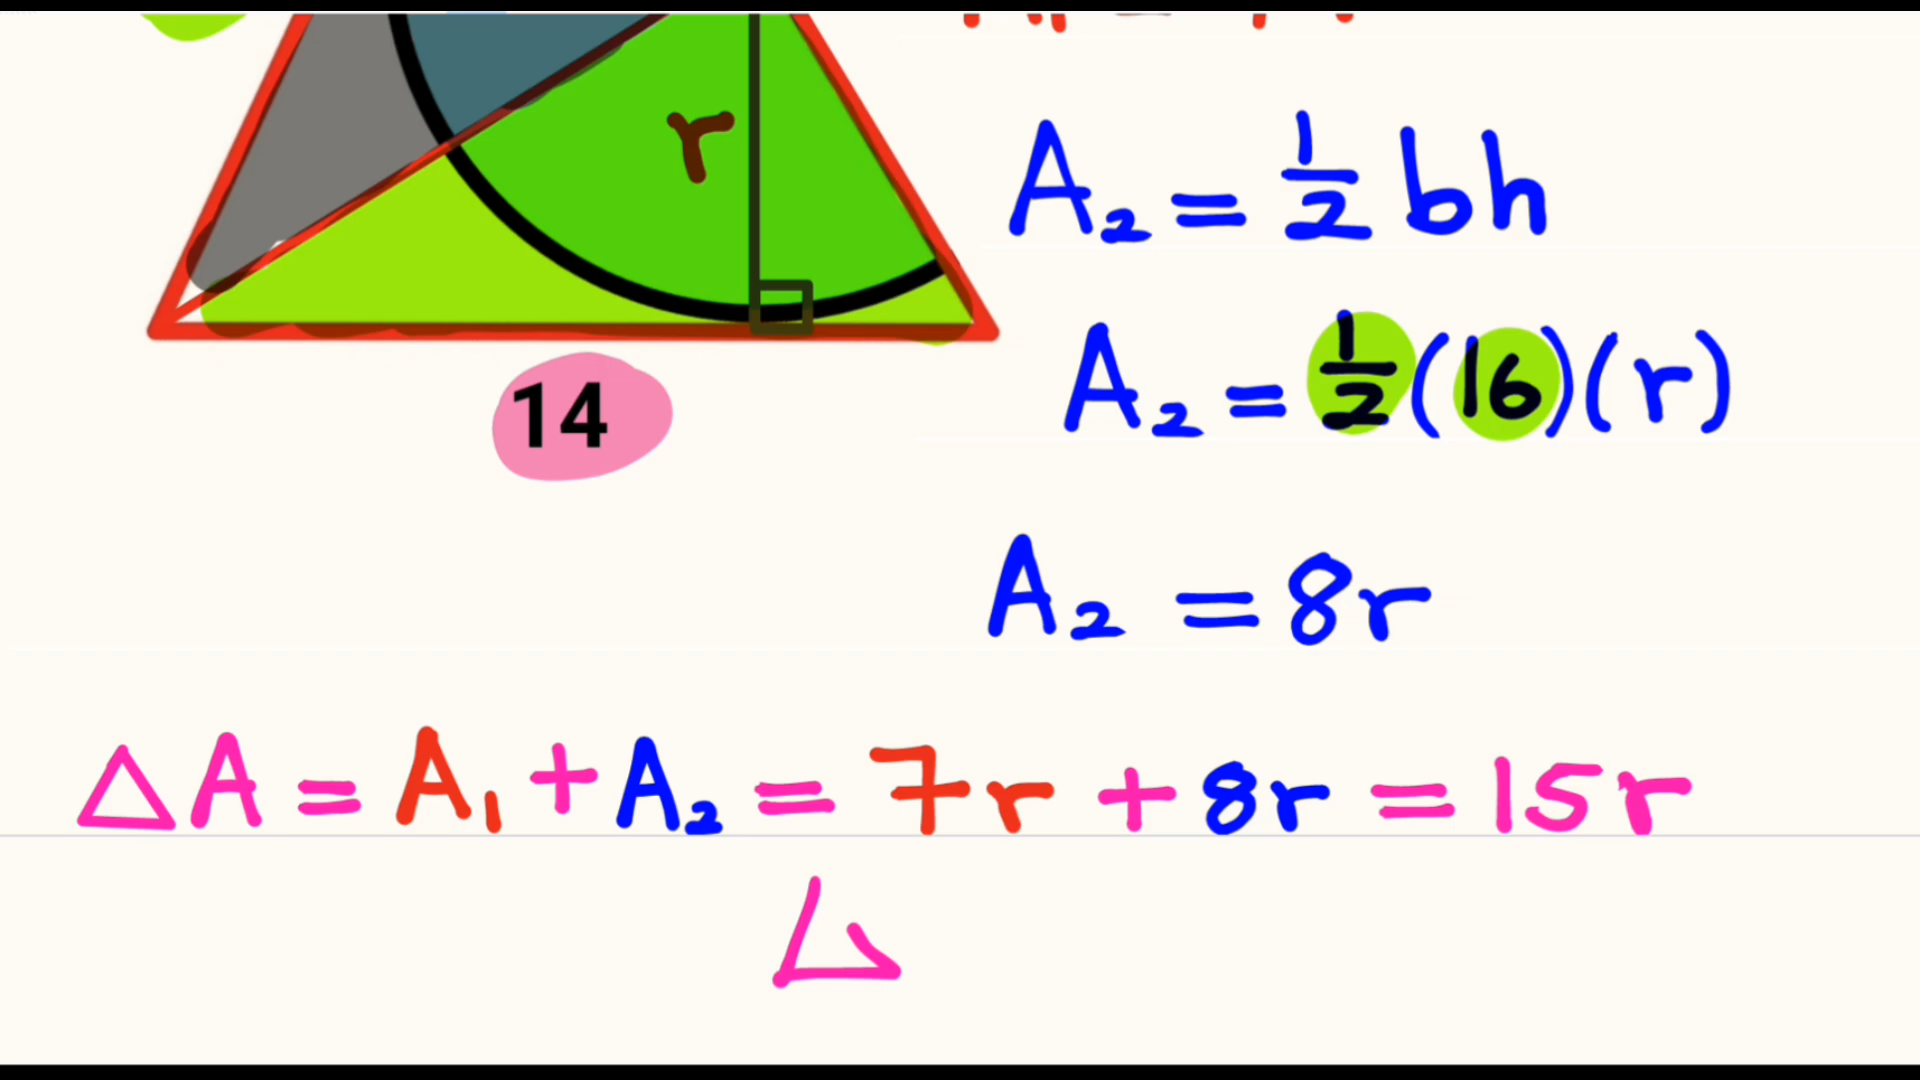 r
A₂ = 1/2 bh
14
A₂ = 1/2 (16)(r)
A₂ = 8r
△A = A₁ + A₂ = 7r + 8r = 15r